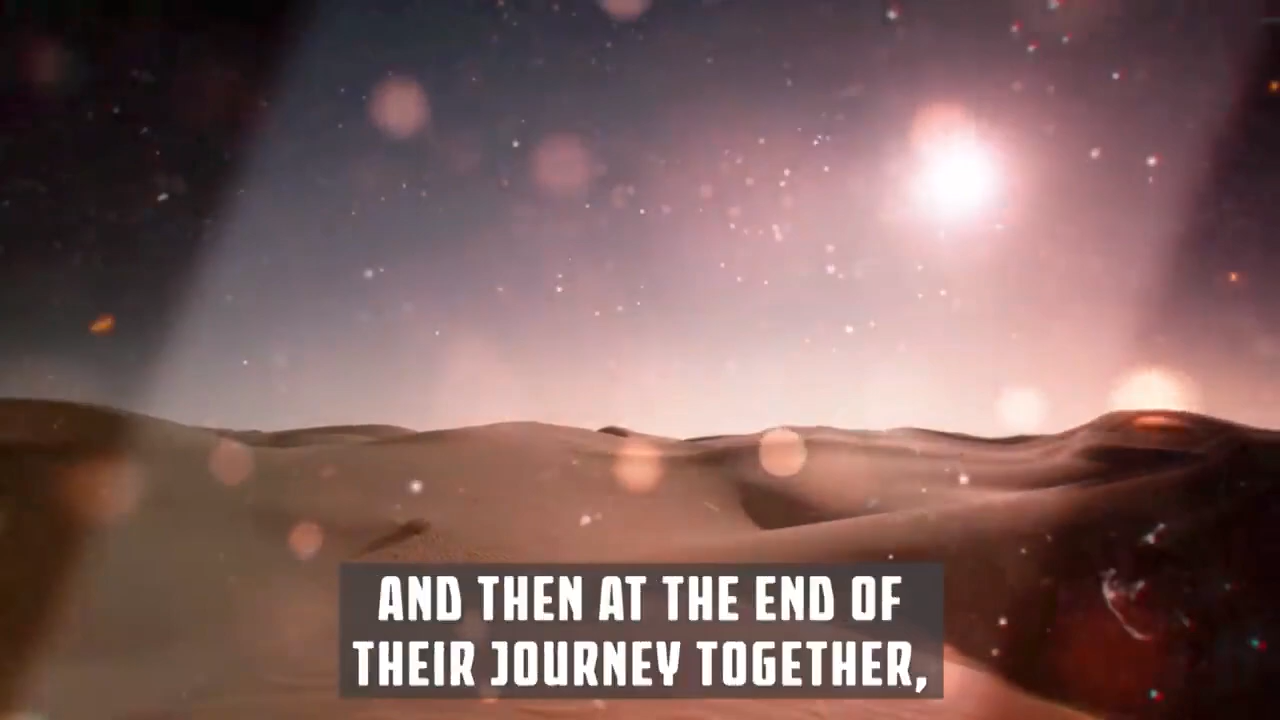 AND THEN AT THE END OF
THEIR JOURNEY TOGETHER,